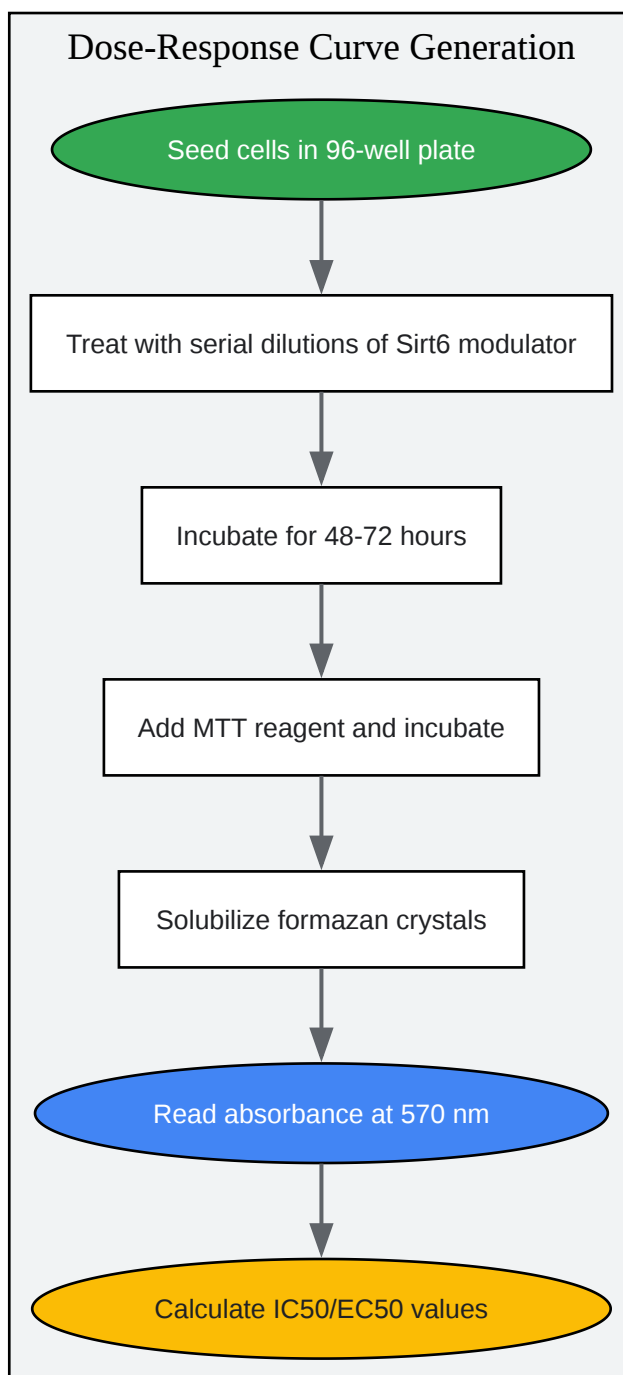 Dose-Response Curve Generation
Seed cells in 96-well plate
Treat with serial dilutions of Sirt6 modulator
Incubate for 48-72 hours
Add MTT reagent and incubate
Solubilize formazan crystals
Read absorbance at 570 nm
Calculate IC50/EC50 values